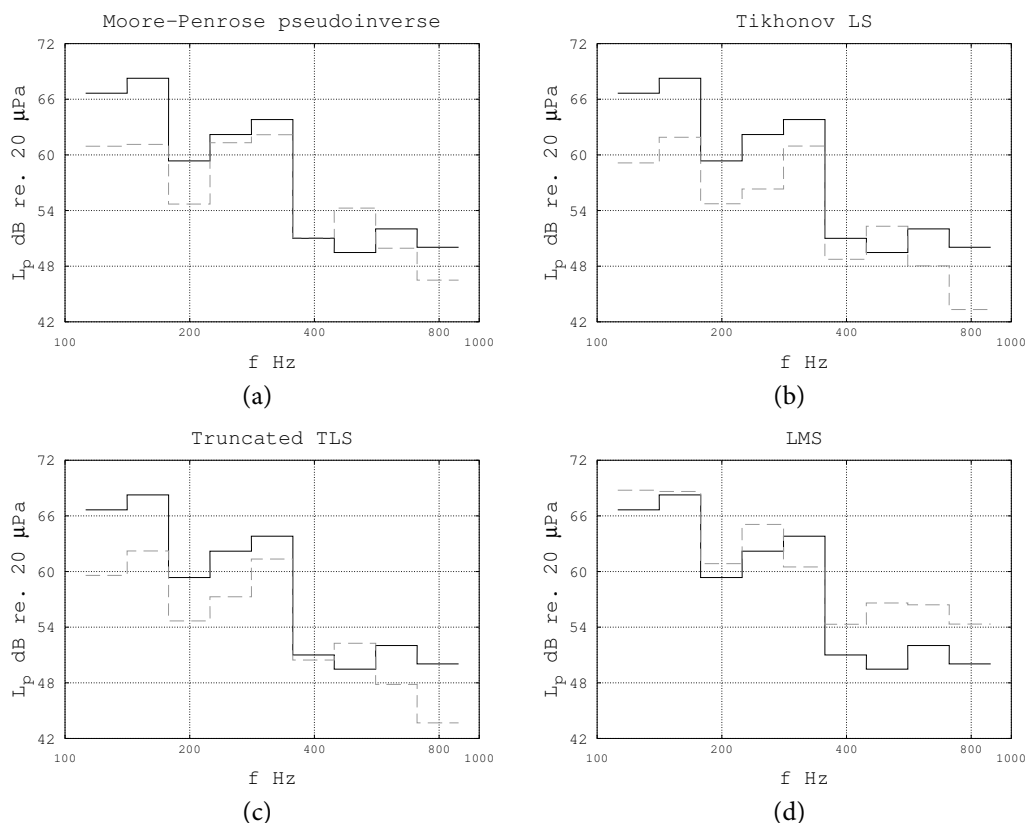 Moore-Penrose pseudoinverse
72
66
60
54
48
42
L_p dB re. 20 μPa
100
200
400
800
1000
f Hz
(a)
Tikhonov LS
72
66
60
54
48
42
L_p dB re. 20 μPa
100
200
400
800
1000
f Hz
(b)
Truncated TLS
72
66
60
54
48
42
L_p dB re. 20 μPa
100
200
400
800
1000
f Hz
(c)
LMS
72
66
60
54
48
42
L_p dB re. 20 μPa
100
200
400
800
1000
f Hz
(d)